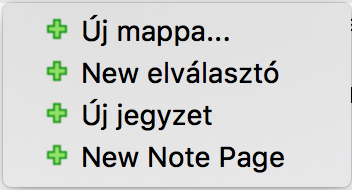 Új mappa...
New elválasztó
Új jegyzet
New Note Page